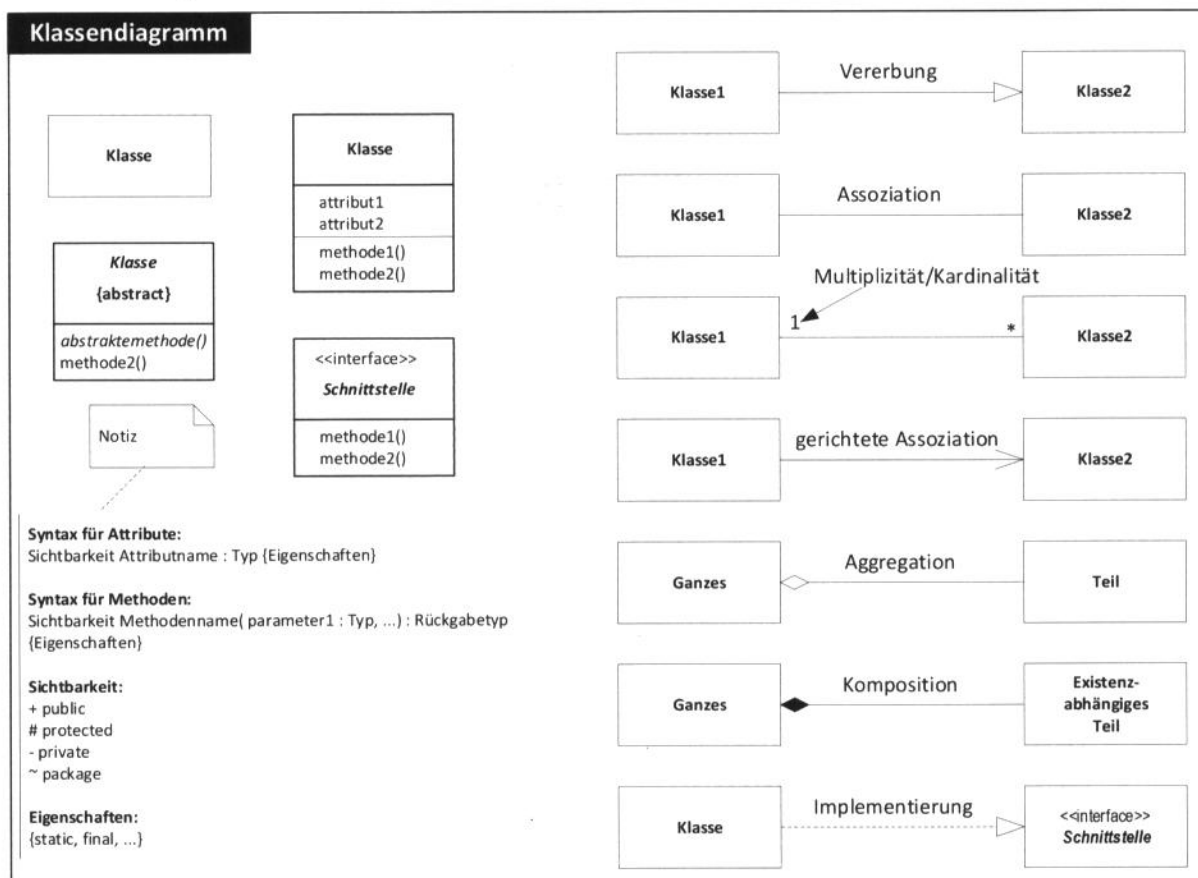 Klassendiagramm
Klasse
Klasse
attribut1
attribut2
methode1()
methode2()
Klasse
{abstract}
abstraktemethode()
methode2()
<<interface>>
Schnittstelle
methode1()
methode2()
Notiz
Syntax für Attribute:
Sichtbarkeit Attributname : Typ {Eigenschaften}
Syntax für Methoden:
Sichtbarkeit Methodenname( parameter1 : Typ, ...) : Rückgabetyp
{Eigenschaften}
Sichtbarkeit:
+ public
# protected
- private
~ package
Eigenschaften:
{static, final, ...}
Klasse1
Vererbung
Klasse2
Klasse1
Assoziation
Klasse2
Multiplizität/Kardinalität
Klasse1
1
*
Klasse2
Klasse1
gerichtete Assoziation
Klasse2
Ganzes
Aggregation
Teil
Ganzes
Komposition
Existenz-
abhängiges
Teil
Klasse
Implementierung
<<interface>>
Schnittstelle